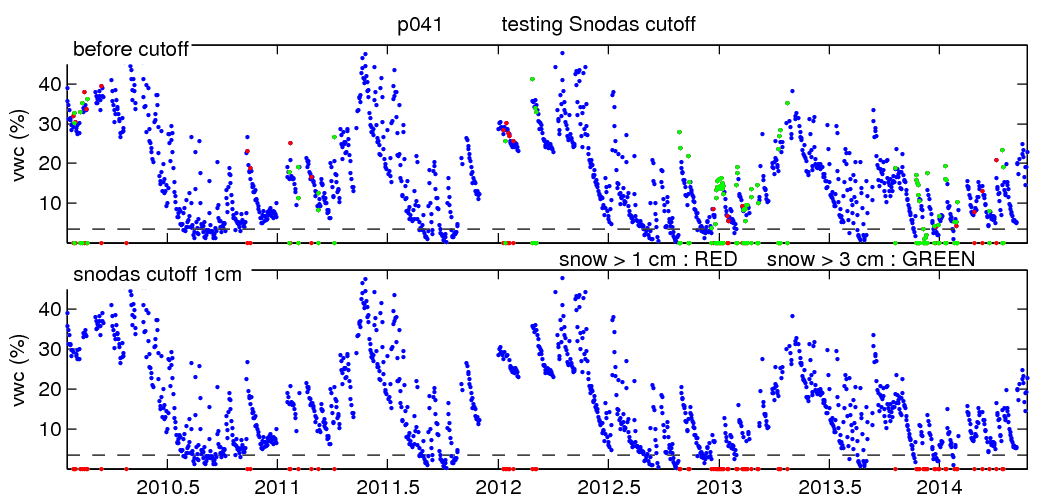 p041 testing Snodas cutoff
before cutoff
40
30
20
10
vwc (%)
snow > 1 cm : RED snow > 3 cm : GREEN
snodas cutoff 1cm
40
30
20
10
vwc (%)
2010.5 2011 2011.5 2012 2012.5 2013 2013.5 2014